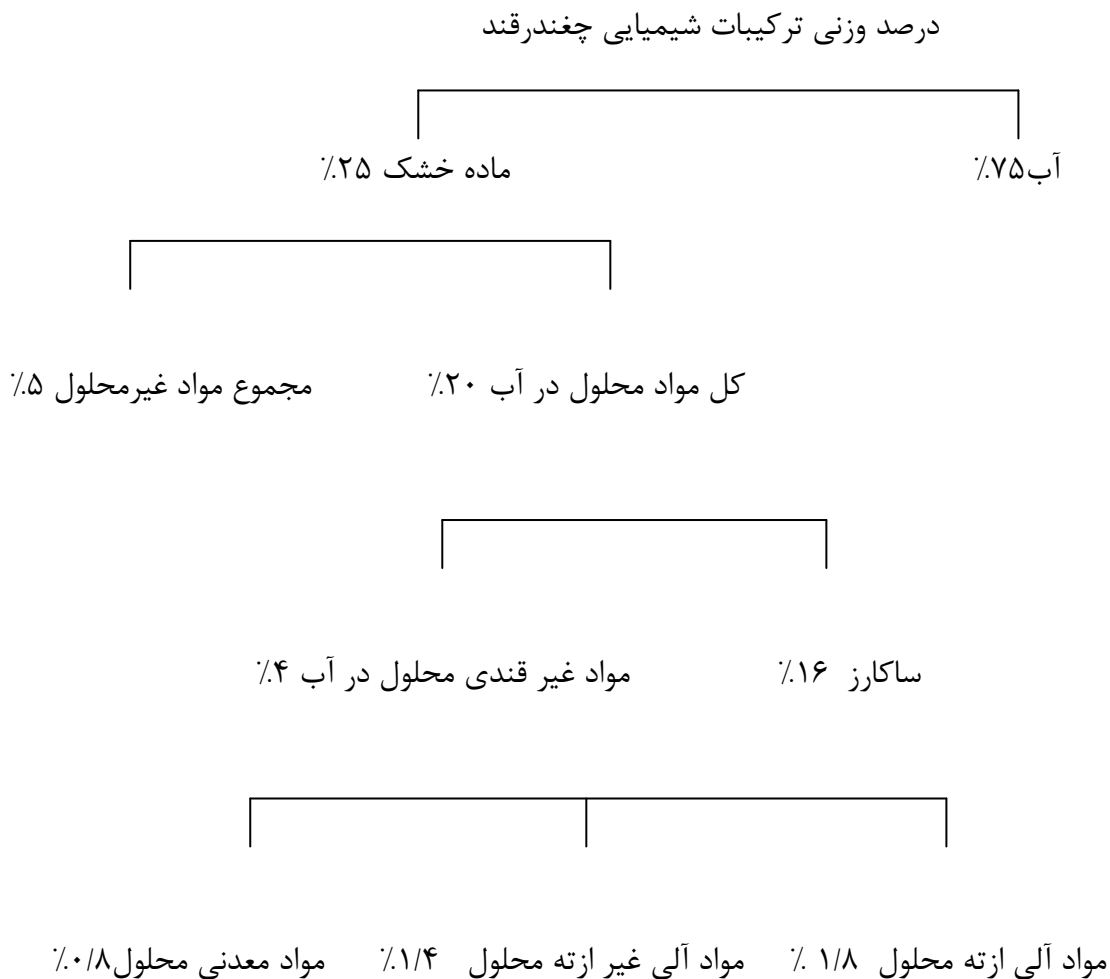 درصد وزنی ترکیبات شیمیایی چغندرقند
آب۷۵٪ ماده خشک ۲۵٪
کل مواد محلول در آب ۲۰٪ مجموع مواد غیرمحلول ۵٪
ساکارز ۱۶٪ مواد غیر قندی محلول در آب ۴٪
مواد آلی ازته محلول ۱/۸ ٪ مواد آلی غیر ازته محلول ۱/۴٪ مواد معدنی محلول۰/۸٪